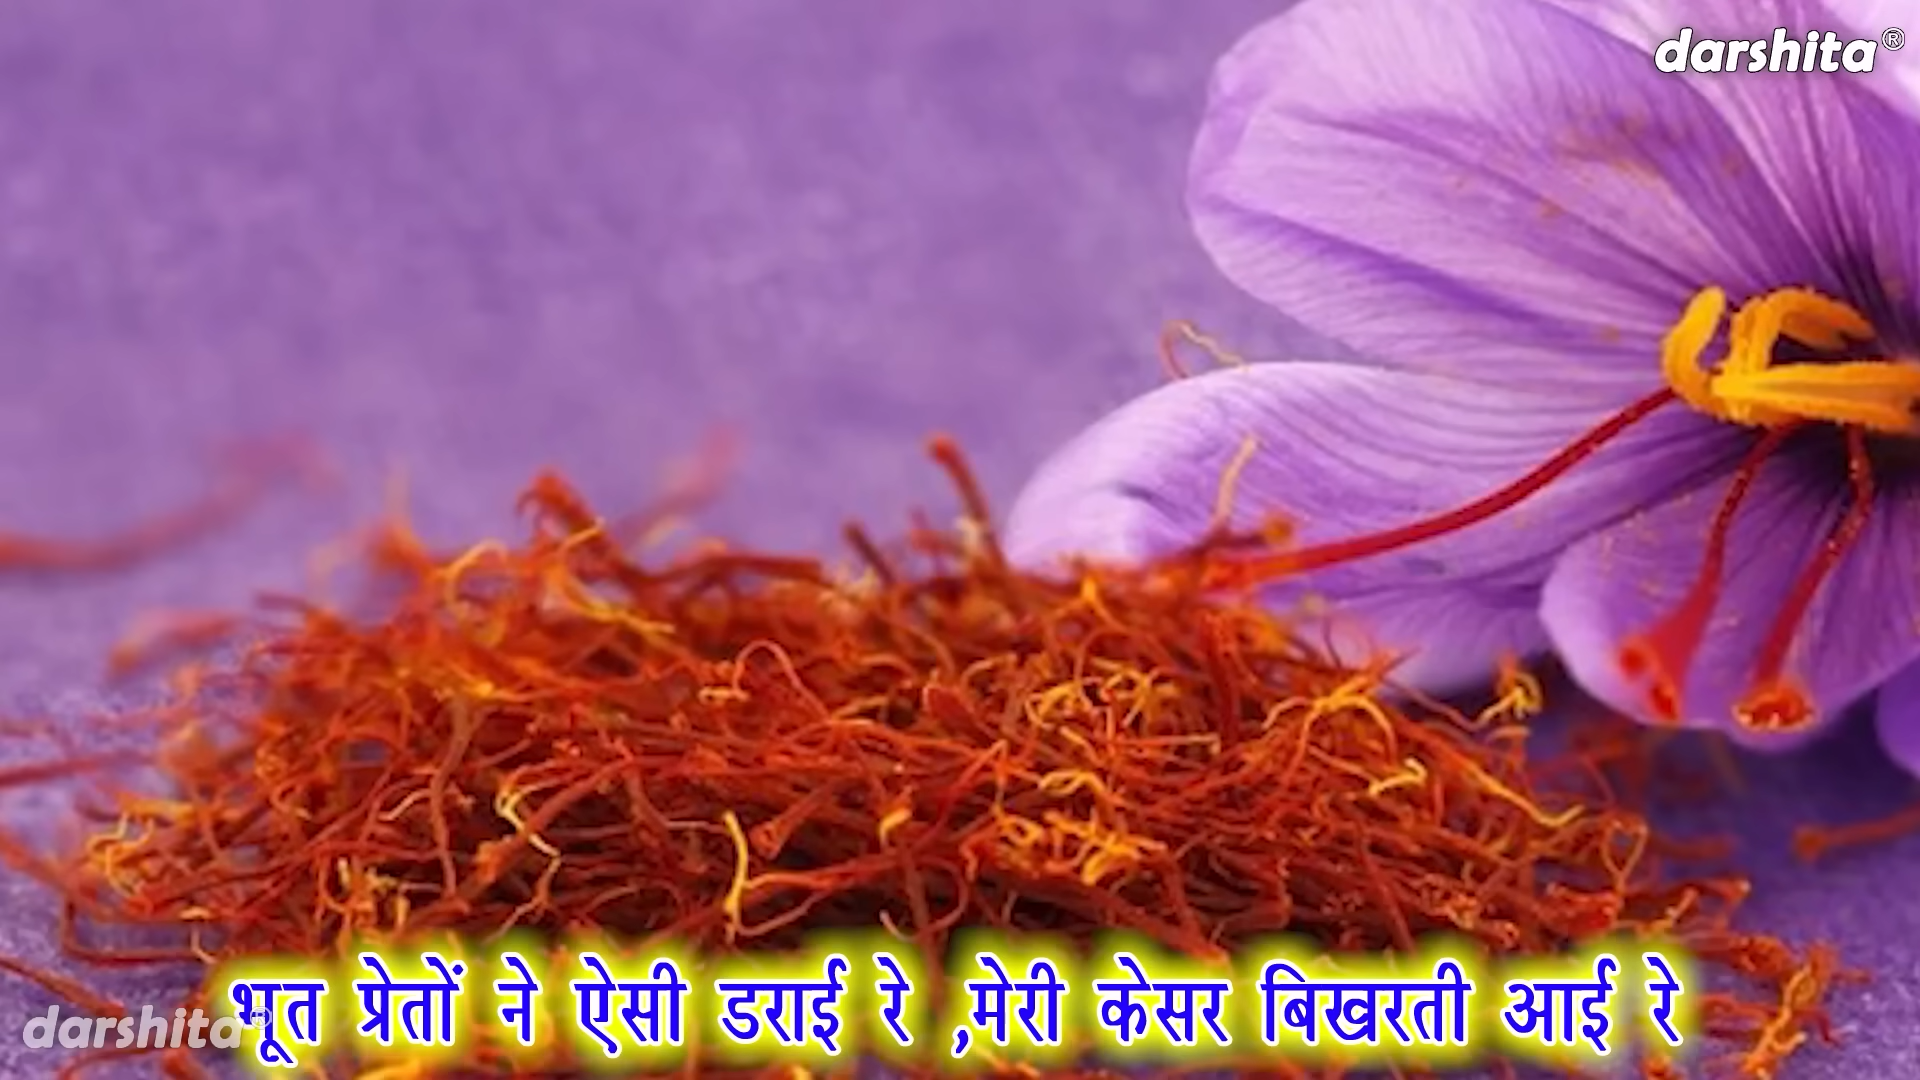 darshita®
भूत प्रेतों ने ऐसी डराई रे ,मेरी केसर बिखरती आई रे
darshita®